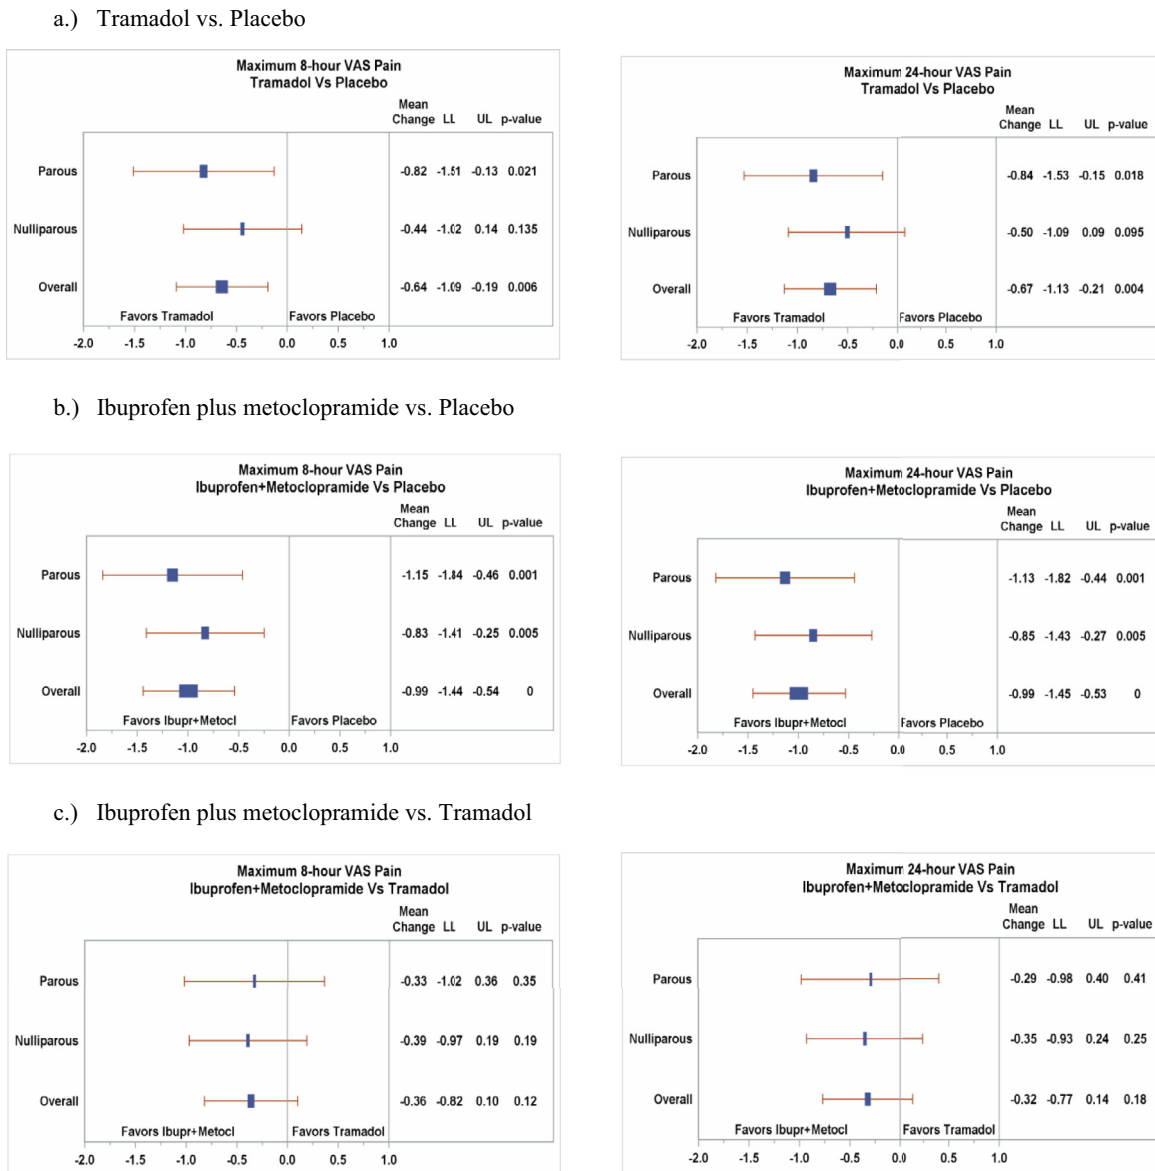 a.) Tramadol vs. Placebo
Maximum 8-hour VAS Pain
Tramadol Vs Placebo
Mean
Change LL UL p-value
Parous -0.82 -1.51 -0.13 0.021
Nulliparous -0.44 -1.02 0.14 0.135
Overall -0.64 -1.09 -0.19 0.006
Favors Tramadol Favors Placebo
-2.0 -1.5 -1.0 -0.5 0.0 0.5 1.0
Maximum 24-hour VAS Pain
Tramadol Vs Placebo
Mean
Change LL UL p-value
Parous -0.84 -1.53 -0.15 0.018
Nulliparous -0.50 -1.09 0.09 0.095
Overall -0.67 -1.13 -0.21 0.004
Favors Tramadol Favors Placebo
-2.0 -1.5 -1.0 -0.5 0.0 0.5 1.0
b.) Ibuprofen plus metoclopramide vs. Placebo
Maximum 8-hour VAS Pain
Ibuprofen+Metoclopramide Vs Placebo
Mean
Change LL UL p-value
Parous -1.15 -1.84 -0.46 0.001
Nulliparous -0.83 -1.41 -0.25 0.005
Overall -0.99 -1.44 -0.54 0
Favors Ibupr+Metocl Favors Placebo
-2.0 -1.5 -1.0 -0.5 0.0 0.5 1.0
Maximum 24-hour VAS Pain
Ibuprofen+Metoclopramide Vs Placebo
Mean
Change LL UL p-value
Parous -1.13 -1.82 -0.44 0.001
Nulliparous -0.85 -1.43 -0.27 0.005
Overall -0.99 -1.45 -0.53 0
Favors Ibupr+Metocl Favors Placebo
-2.0 -1.5 -1.0 -0.5 0.0 0.5 1.0
c.) Ibuprofen plus metoclopramide vs. Tramadol
Maximum 8-hour VAS Pain
Ibuprofen+Metoclopramide Vs Tramadol
Mean
Change LL UL p-value
Parous -0.33 -1.02 0.36 0.35
Nulliparous -0.39 -0.97 0.19 0.19
Overall -0.36 -0.82 0.10 0.12
Favors Ibupr+Metocl Favors Tramadol
-2.0 -1.5 -1.0 -0.5 0.0 0.5 1.0
Maximum 24-hour VAS Pain
Ibuprofen+Metoclopramide Vs Tramadol
Mean
Change LL UL p-value
Parous -0.29 -0.98 0.40 0.41
Nulliparous -0.35 -0.93 0.24 0.25
Overall -0.32 -0.77 0.14 0.18
Favors Ibupr+Metocl Favors Tramadol
-2.0 -1.5 -1.0 -0.5 0.0 0.5 1.0